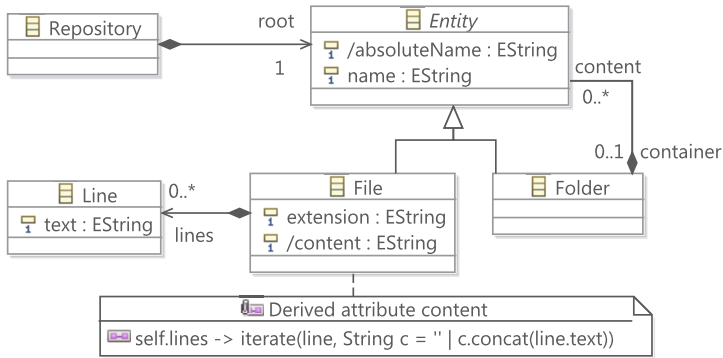 Repository
root
1
Entity
/absoluteName : EString
name : EString
content
0..*
0..1 container
Line
text : EString
0..*
lines
File
extension : EString
/content : EString
Folder
Derived attribute content
self.lines -> iterate(line, String c = '' | c.concat(line.text))